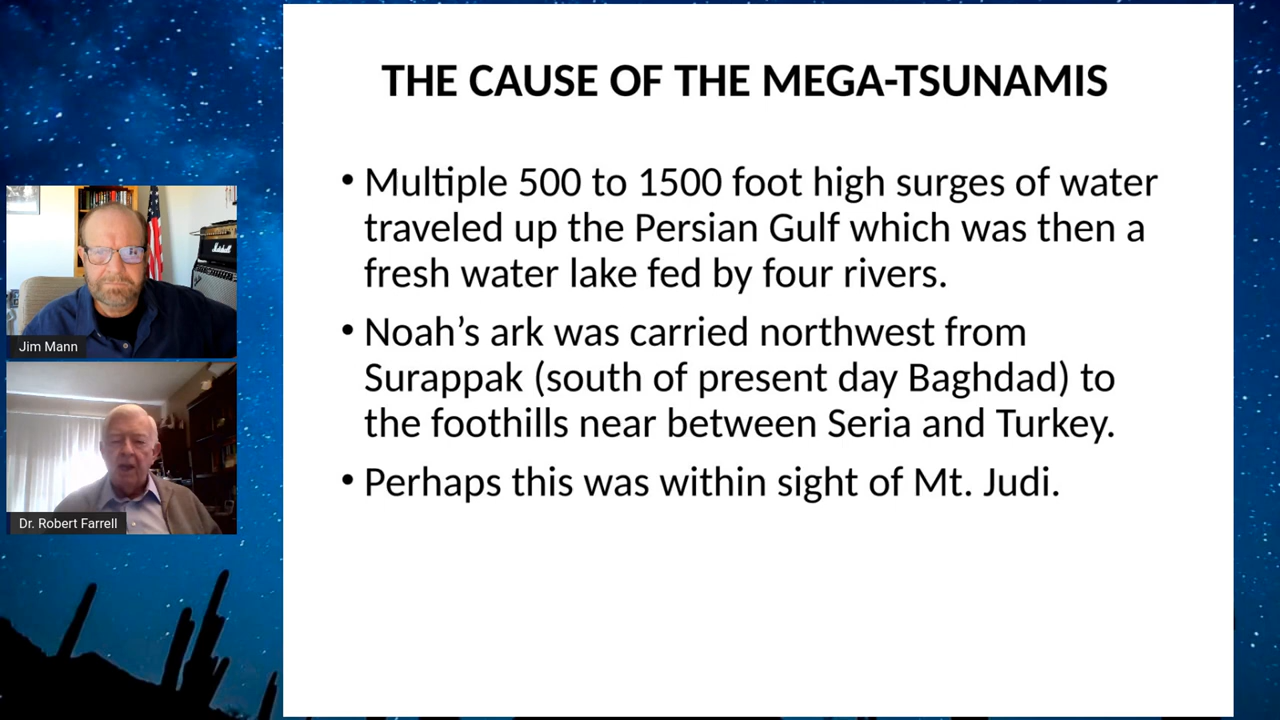 THE CAUSE OF THE MEGA-TSUNAMIS
• Multiple 500 to 1500 foot high surges of water
traveled up the Persian Gulf which was then a
fresh water lake fed by four rivers.
• Noah’s ark was carried northwest from
Surappak (south of present day Baghdad) to
the foothills near between Seria and Turkey.
• Perhaps this was within sight of Mt. Judi.
Marshall
Jim Mann
Dr. Robert Farrell